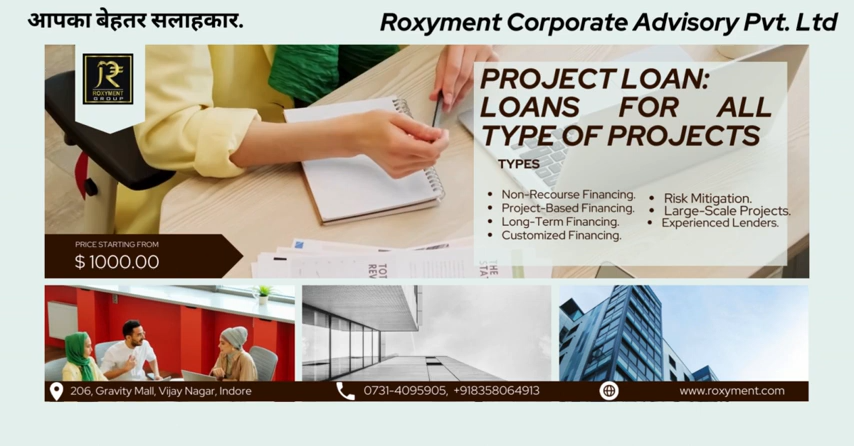 आपका बेहतर सलाहकार.
Roxyment Corporate Advisory Pvt. Ltd
ROXYMENT
GROUP
PROJECT LOAN:
LOANS FOR ALL
TYPE OF PROJECTS
TYPES
Non-Recourse Financing.
Project-Based Financing.
Long-Term Financing.
Customized Financing.
Risk Mitigation.
Large-Scale Projects.
Experienced Lenders.
PRICE STARTING FROM
$ 1000.00
206, Gravity Mall, Vijay Nagar, Indore
0731-4095905, +918358064913
www.roxyment.com